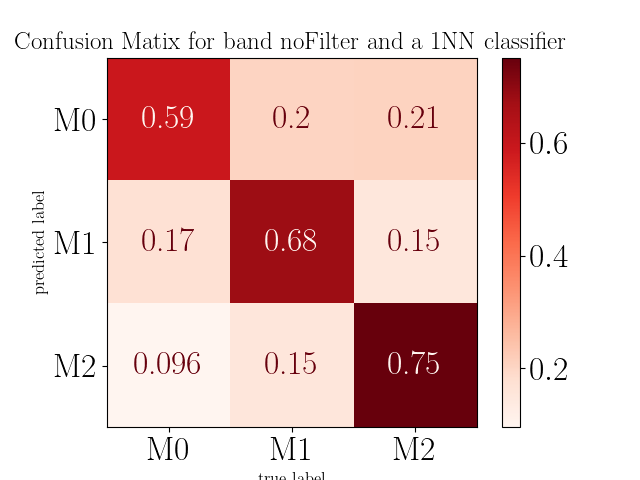 Confusion Matix for band noFilter and a 1NN classifier
M0 0.59 0.2 0.21
0.6
predicted label
M1 0.17 0.68 0.15
0.4
M2 0.096 0.15 0.75
0.2
M0 M1 M2
true label